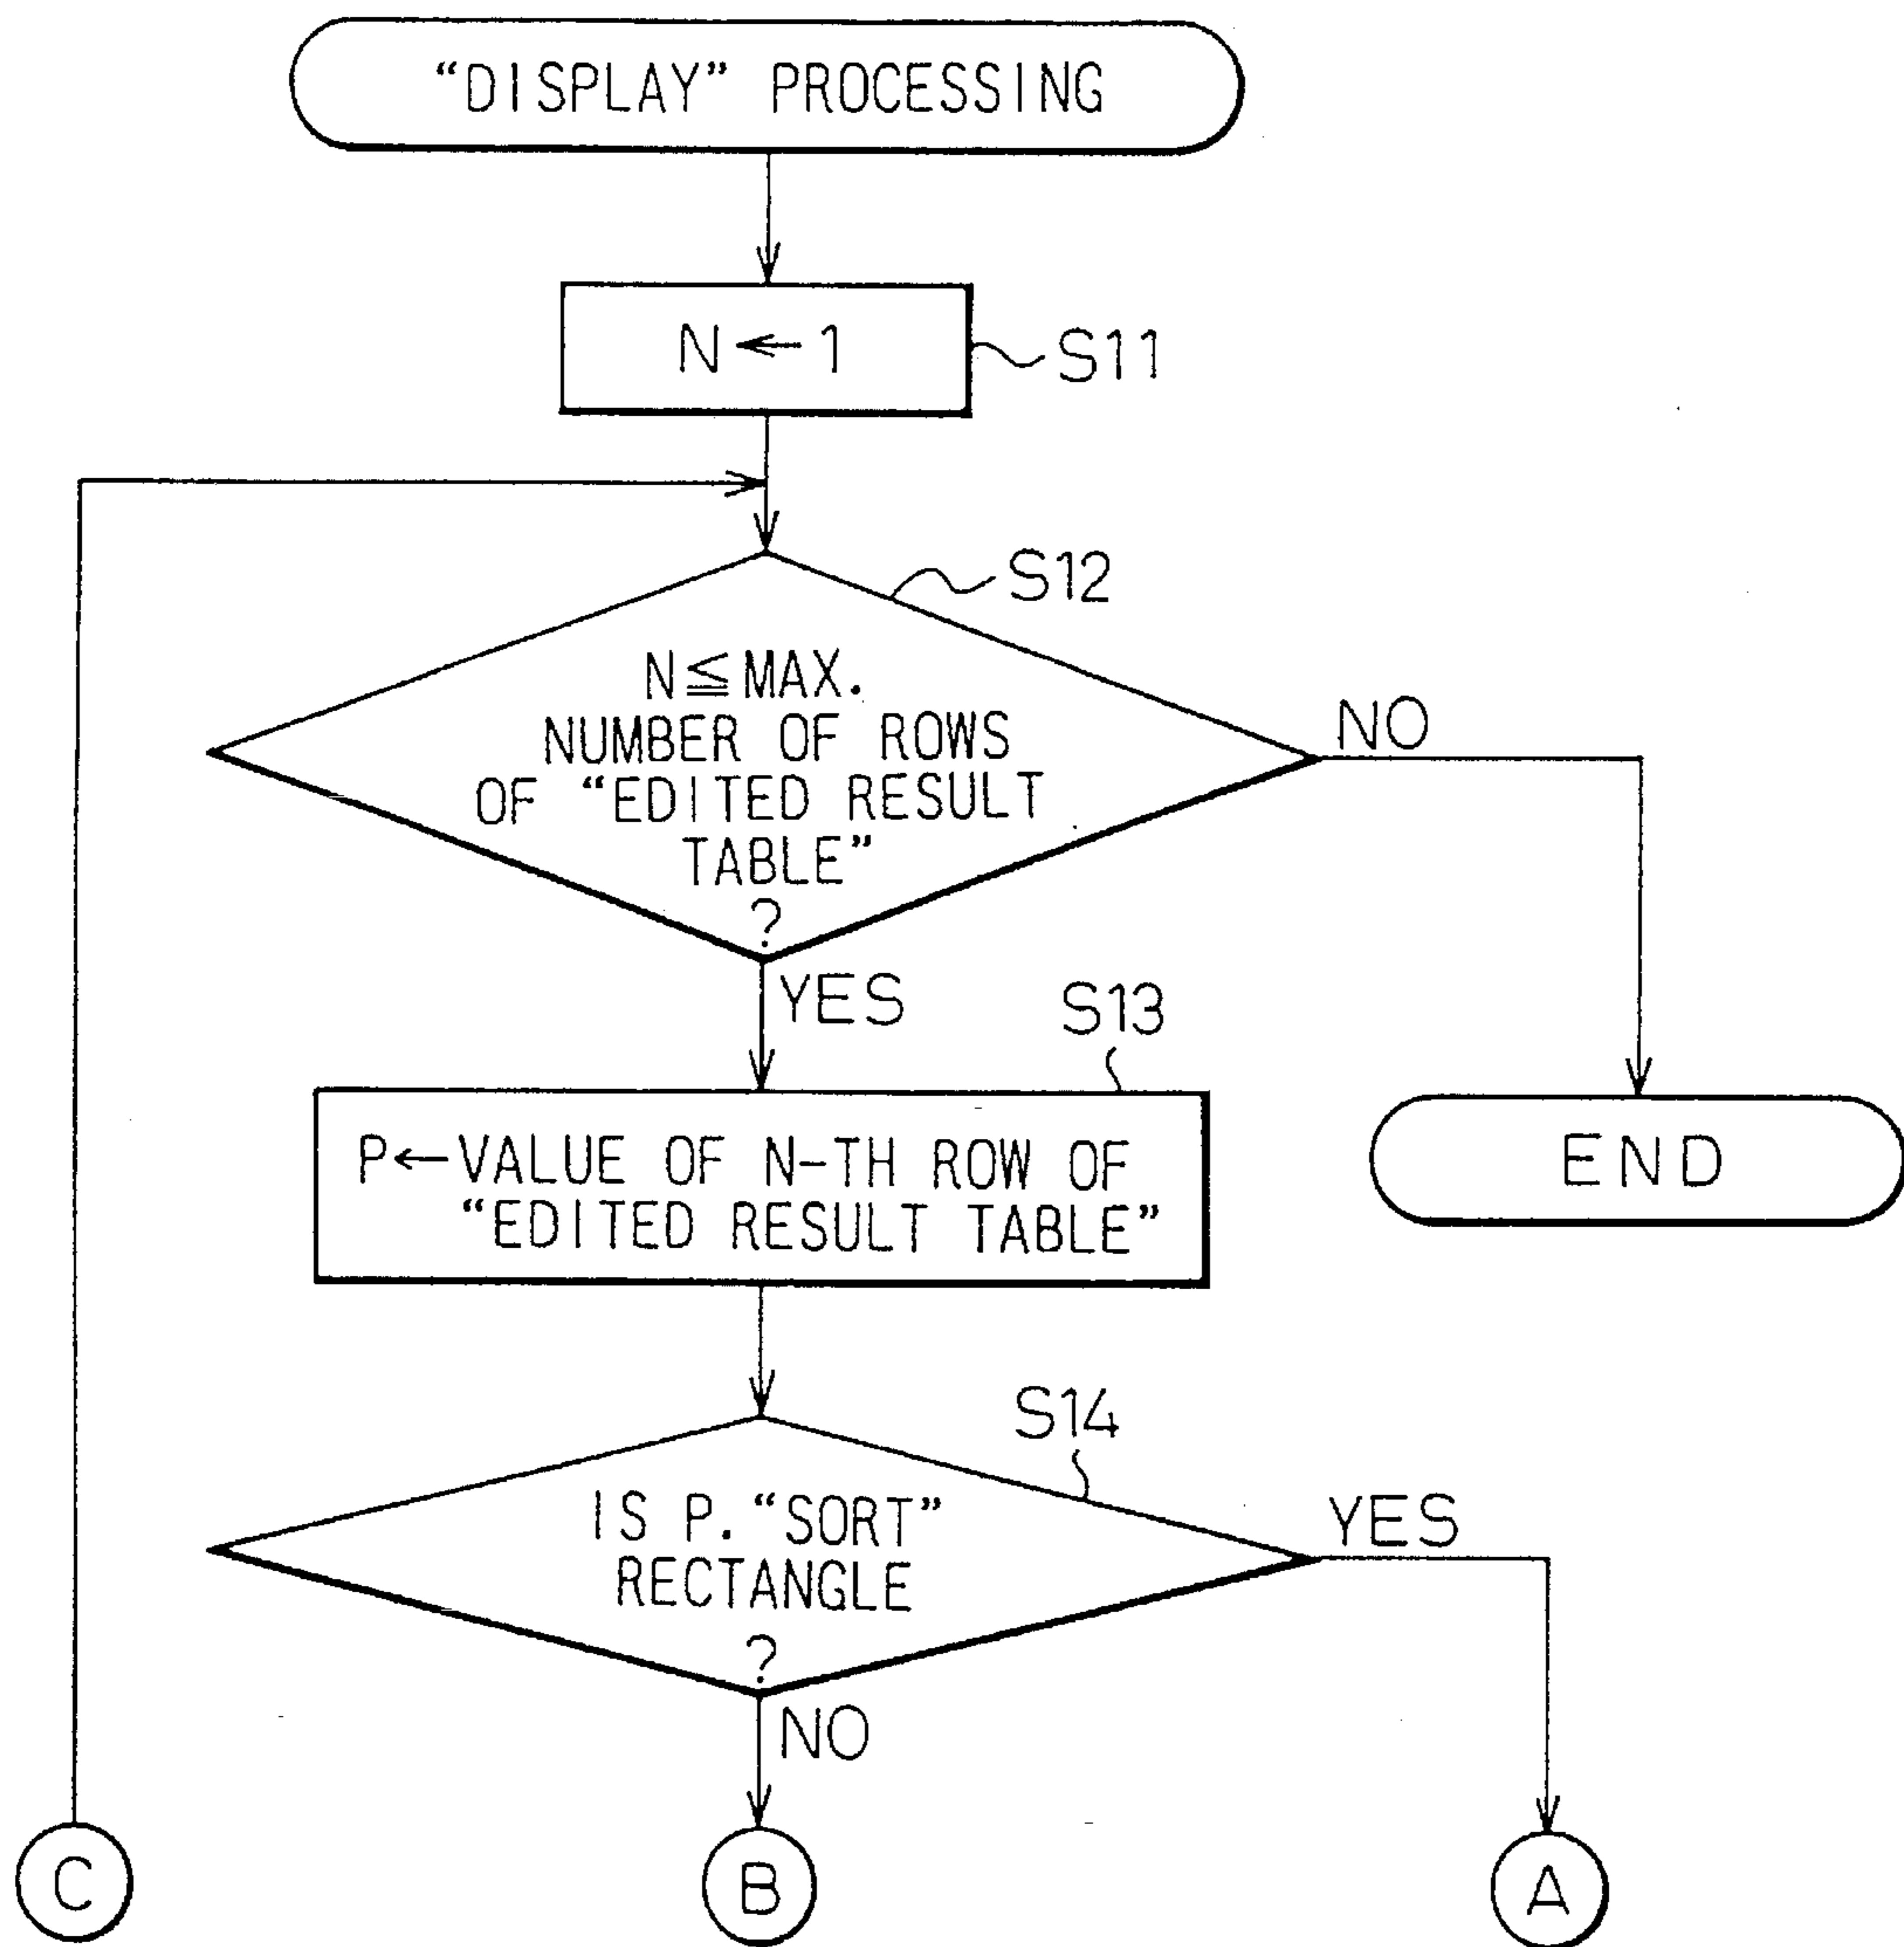 “DISPLAY” PROCESSING
N←1
S11
S12
N≦MAX.
NUMBER OF ROWS
OF “EDITED RESULT
TABLE”
?
NO
YES
S13
P←VALUE OF N-TH ROW OF
“EDITED RESULT TABLE”
END
S14
IS P. “SORT”
RECTANGLE
?
YES
NO
C
B
A